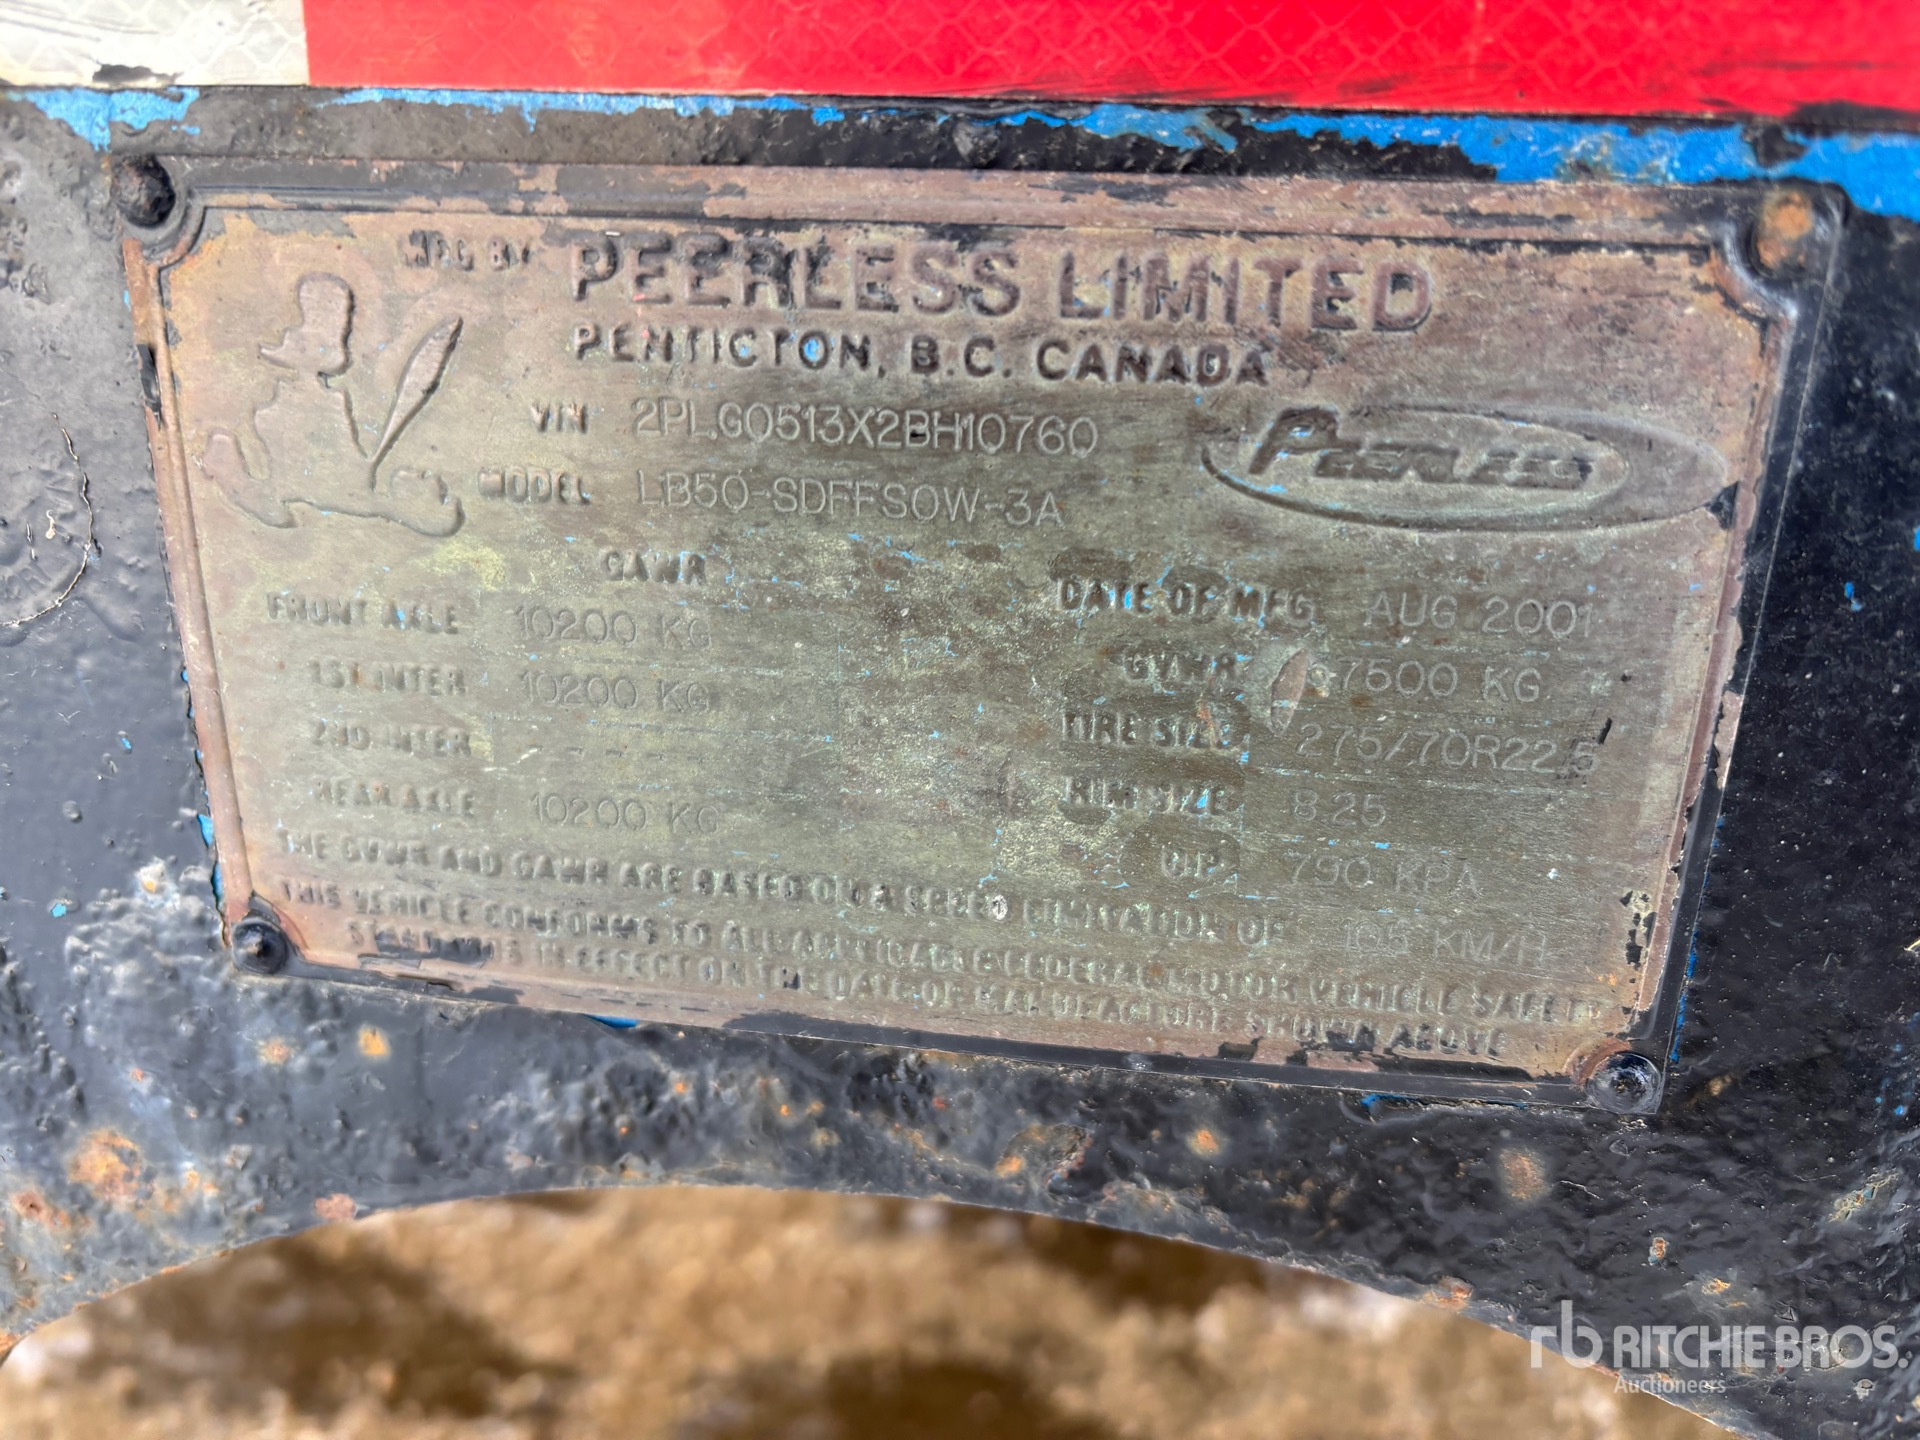 MFG BY PEERLESS LIMITED
PENTICTON, B.C. CANADA
VIN 2PLG0513X2BH10760
PEERLESS
MODEL LB50-SDFFSOW-3A
GAWR
FRONT AXLE 10200 KG
DATE OF MFG. AUG 2001
1ST INTER 10200 KG
GVWR 67500 KG
2ND INTER - - - -
TIRE SIZE 275/70R22.5
REAR AXLE 10200 KG
RIM SIZE 8.25
C.I.P. 790 KPA
THE GVWR AND GAWR ARE BASED ON A SPEED LIMITATION OF 105 KM/H
THIS VEHICLE CONFORMS TO ALL APPLICABLE FEDERAL MOTOR VEHICLE SAFETY
STANDARDS IN EFFECT ON THE DATE OF MANUFACTURE SHOWN ABOVE
rb RITCHIE BROS.
Auctioneers